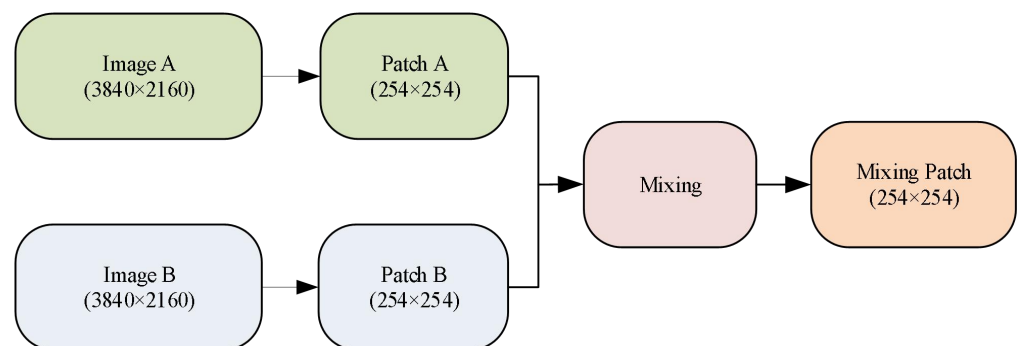 Image A
(3840×2160)
Patch A
(254×254)
Mixing
Mixing Patch
(254×254)
Image B
(3840×2160)
Patch B
(254×254)